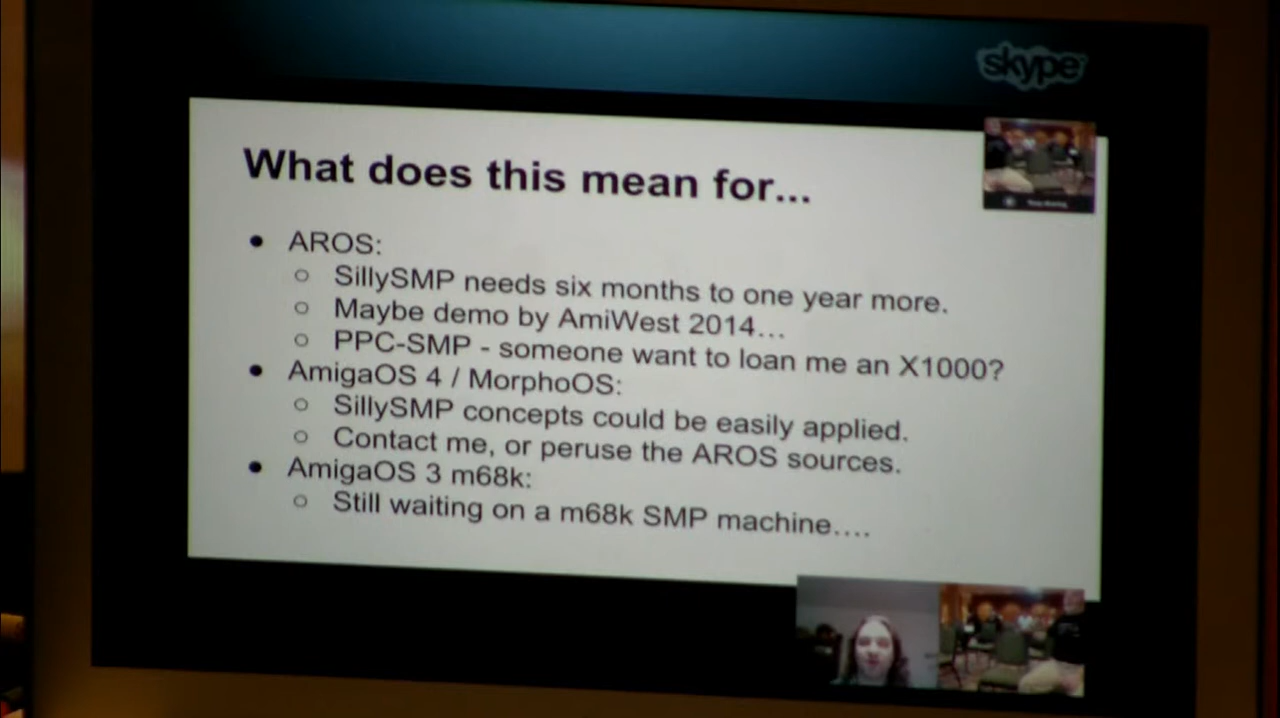 skype
What does this mean for...
● AROS:
○ SillySMP needs six months to one year more.
○ Maybe demo by AmiWest 2014...
○ PPC-SMP - someone want to loan me an X1000?
● AmigaOS 4 / MorphoOS:
○ SillySMP concepts could be easily applied.
○ Contact me, or peruse the AROS sources.
● AmigaOS 3 m68k:
○ Still waiting on a m68k SMP machine....